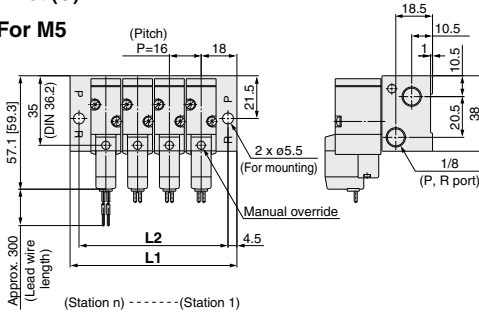 For M5
(Pitch)
P=16
18
P
P
R
R
35
(DIN 36.2)
57.1 [59.3]
21.5
2 x ø5.5
(For mounting)
Manual override
L2
4.5
L1
Approx. 300
(Lead wire
length)
(Station n) ------(Station 1)
18.5
10.5
1
10.5
20.5
38
1/8
(P, R port)